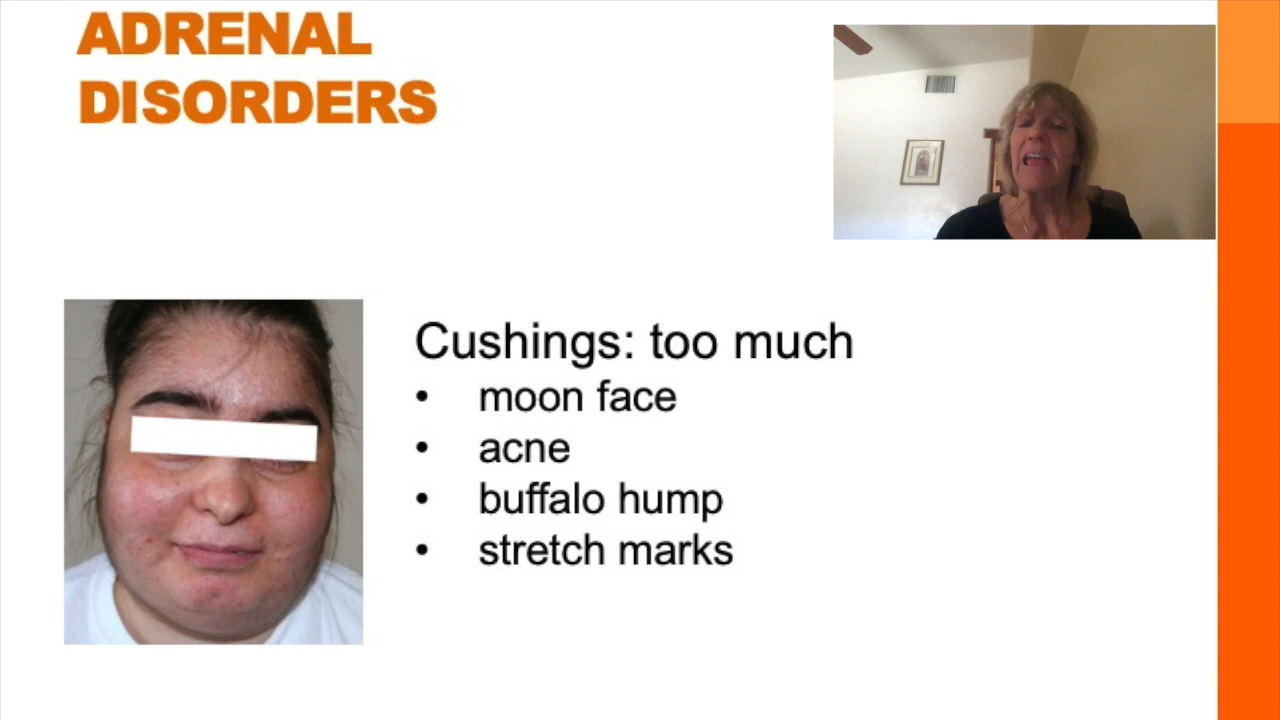 ADRENAL
DISORDERS
Cushings: too much
• moon face
• acne
• buffalo hump
• stretch marks